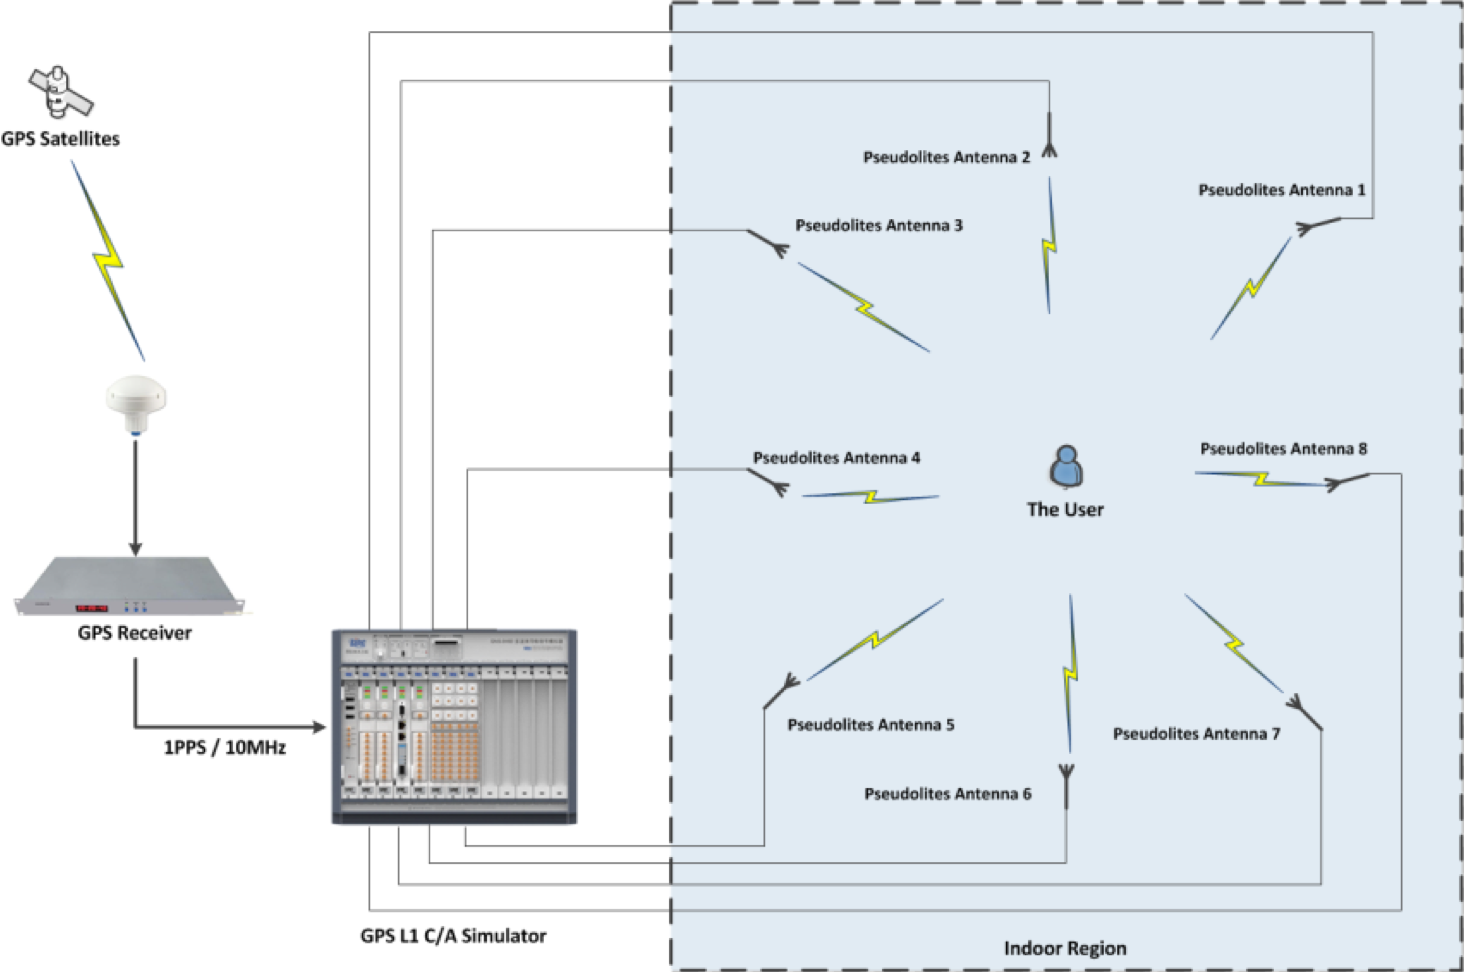 GPS Satellites
Pseudolites Antenna 2
Pseudolites Antenna 1
Pseudolites Antenna 3
Pseudolites Antenna 4
Pseudolites Antenna 8
The User
GPS Receiver
1PPS / 10MHz
Pseudolites Antenna 5
Pseudolites Antenna 7
Pseudolites Antenna 6
GPS L1 C/A Simulator
Indoor Region